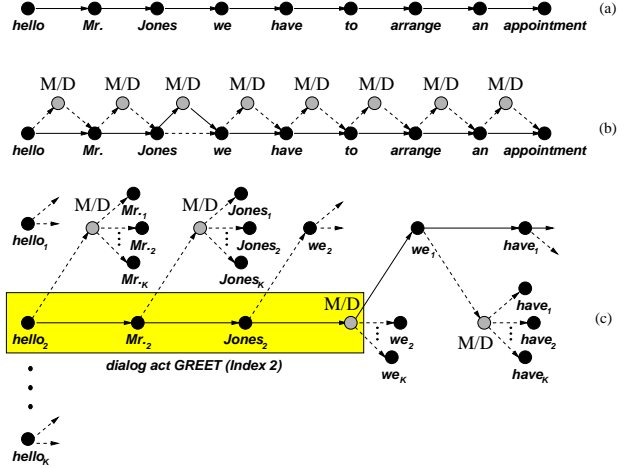 hello Mr. Jones we have to arrange an appointment (a)
M/D M/D M/D M/D M/D M/D M/D M/D
hello Mr. Jones we have to arrange an appointment (b)
hello1 M/D Mr.1 M/D Jones1
Mr.2 Jones2 we2 we1 have1
Mr.K JonesK
M/D have1
hello2 Mr.2 Jones2 we2 M/D have2 (c)
dialog act GREET (Index 2) weK haveK
helloK